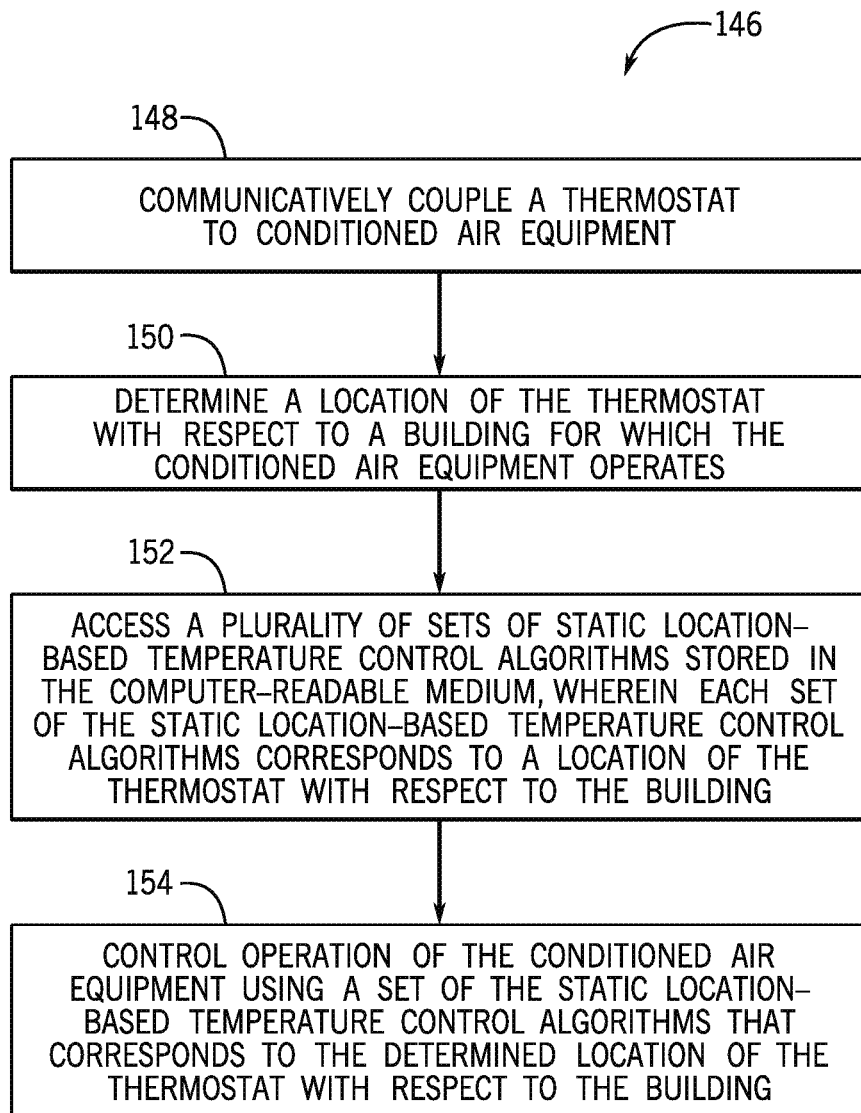 146
148
COMMUNICATIVELY COUPLE A THERMOSTAT
TO CONDITIONED AIR EQUIPMENT
150
DETERMINE A LOCATION OF THE THERMOSTAT
WITH RESPECT TO A BUILDING FOR WHICH THE
CONDITIONED AIR EQUIPMENT OPERATES
152
ACCESS A PLURALITY OF SETS OF STATIC LOCATION–
BASED TEMPERATURE CONTROL ALGORITHMS STORED IN
THE COMPUTER–READABLE MEDIUM, WHEREIN EACH SET
OF THE STATIC LOCATION–BASED TEMPERATURE CONTROL
ALGORITHMS CORRESPONDS TO A LOCATION OF THE
THERMOSTAT WITH RESPECT TO THE BUILDING
154
CONTROL OPERATION OF THE CONDITIONED AIR
EQUIPMENT USING A SET OF THE STATIC LOCATION–
BASED TEMPERATURE CONTROL ALGORITHMS THAT
CORRESPONDS TO THE DETERMINED LOCATION OF THE
THERMOSTAT WITH RESPECT TO THE BUILDING